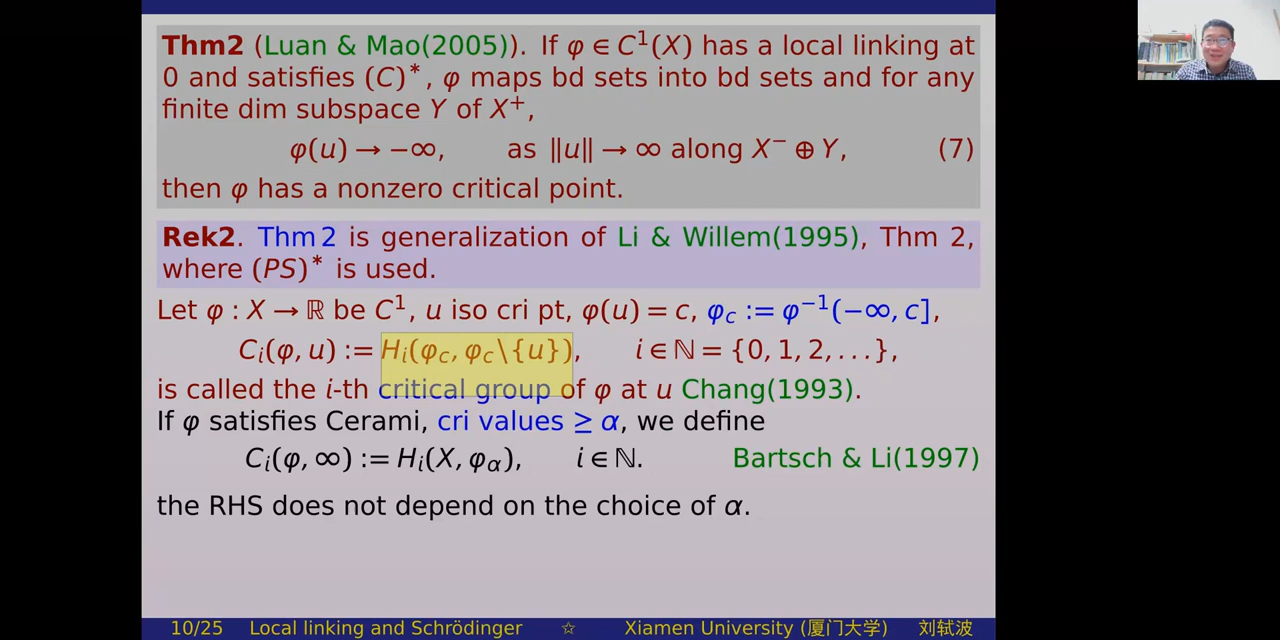 Thm2 (Luan & Mao(2005)). If φ ∈ C¹(X) has a local linking at
0 and satisfies (C)*, φ maps bd sets into bd sets and for any
finite dim subspace Y of X⁺,
φ(u) → −∞, as ‖u‖ → ∞ along X⁻ ⊕ Y, (7)
then φ has a nonzero critical point.
Rek2. Thm 2 is generalization of Li & Willem(1995), Thm 2,
where (PS)* is used.
Let φ : X → ℝ be C¹, u iso cri pt, φ(u) = c, φ_c := φ⁻¹(−∞, c],
C_i(φ, u) := H_i(φ_c, φ_c\{u}), i ∈ ℕ = {0, 1, 2, ...},
is called the i-th critical group of φ at u Chang(1993).
If φ satisfies Cerami, cri values ≥ α, we define
C_i(φ, ∞) := H_i(X, φ_α), i ∈ ℕ. Bartsch & Li(1997)
the RHS does not depend on the choice of α.
10/25 Local linking and Schrödinger ☆ Xiamen University (厦门大学) 刘轼波